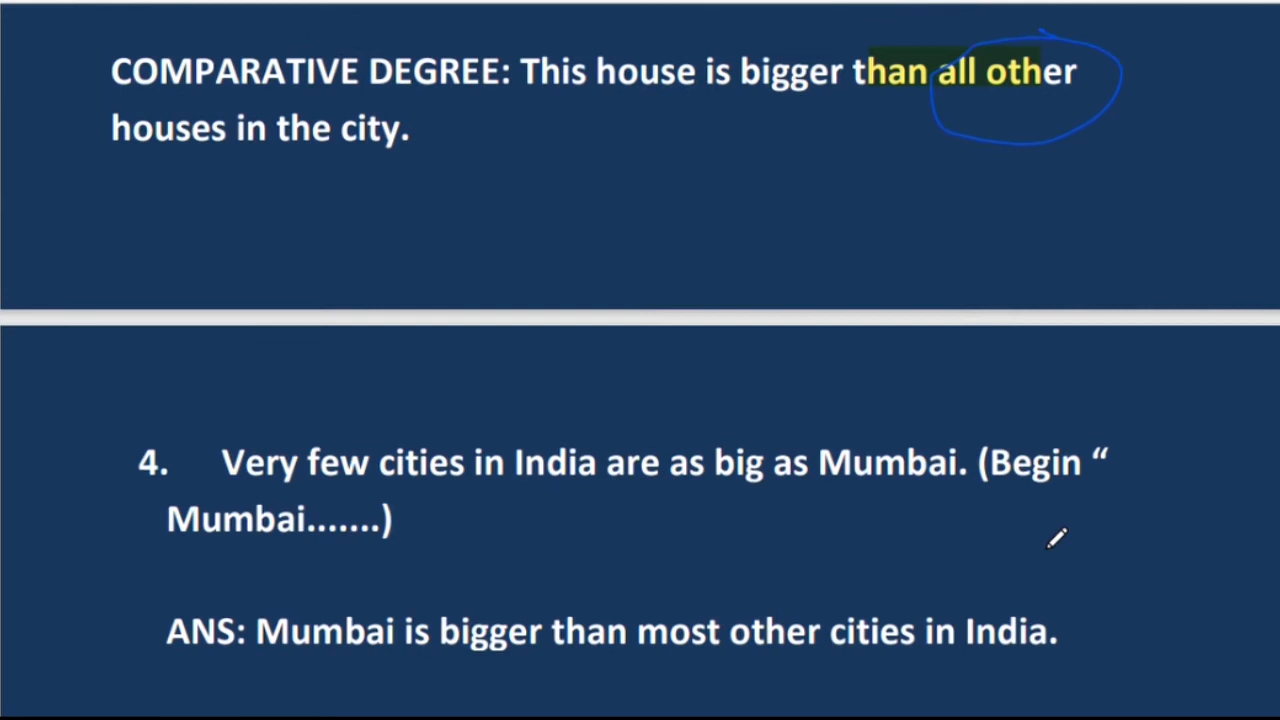 COMPARATIVE DEGREE: This house is bigger than all other
houses in the city.
4. Very few cities in India are as big as Mumbai. (Begin “
Mumbai.......)
ANS: Mumbai is bigger than most other cities in India.